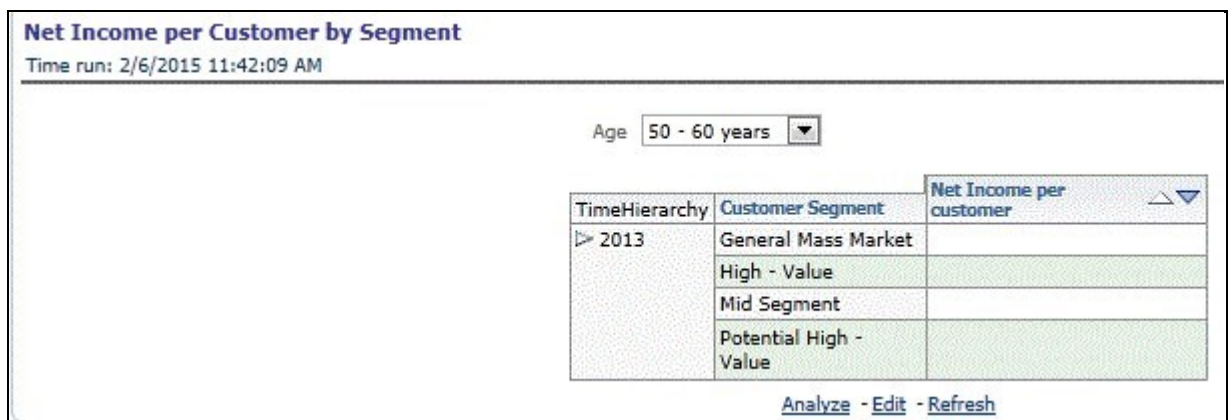 Net Income per Customer by Segment
Time run: 2/6/2015 11:42:09 AM
Age 50 - 60 years
TimeHierarchy Customer Segment Net Income per
customer
2013 General Mass Market
High - Value
Mid Segment
Potential High -
Value
Analyze - Edit - Refresh